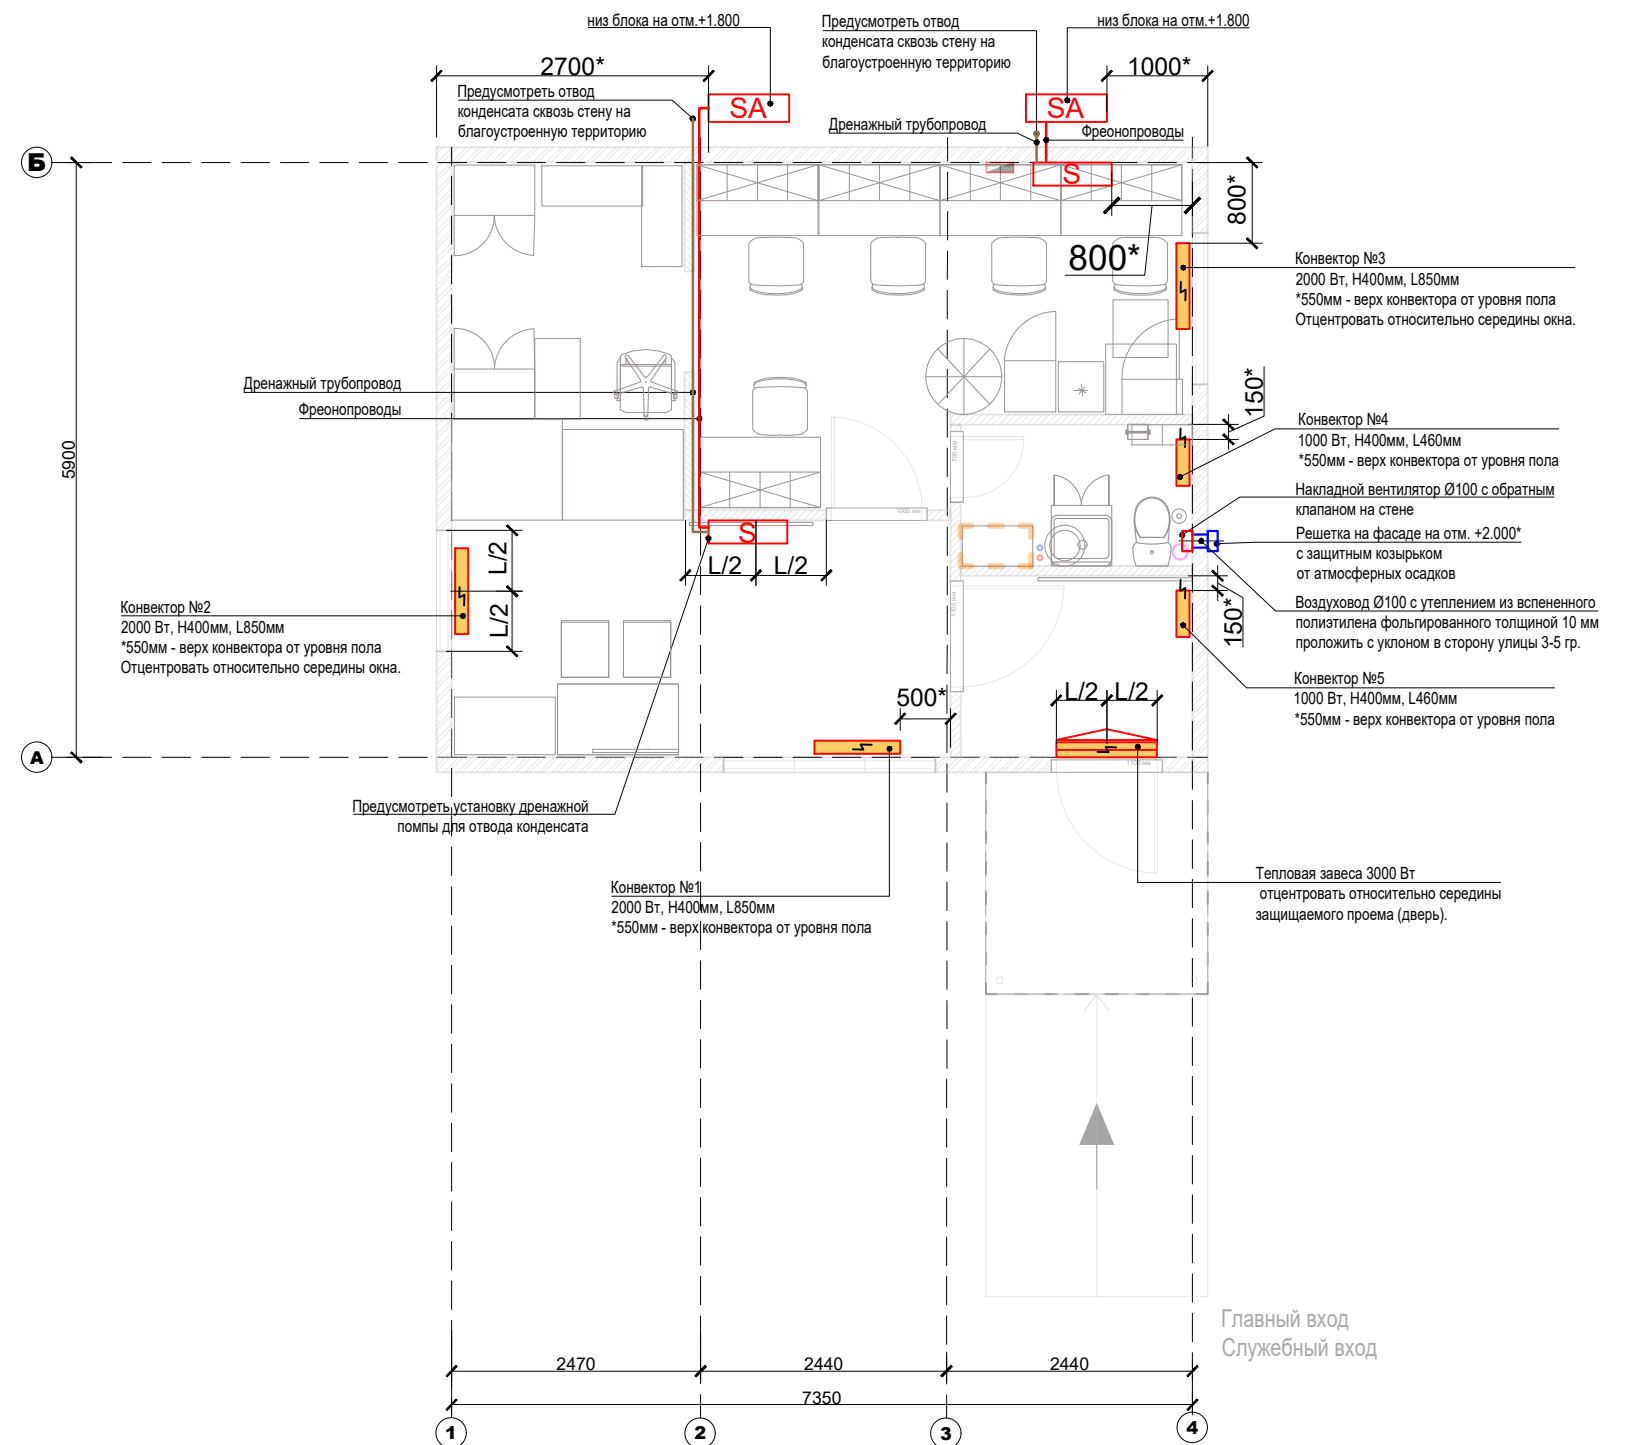 низ блока на отм.+1.800
Предусмотреть отвод
конденсата сквозь стену на
благоустроенную территорию
низ блока на отм.+1.800
2700*
1000*
Предусмотреть отвод
конденсата сквозь стену на
благоустроенную территорию
SA
SA
Дренажный трубопровод
Фреонопроводы
Б
S
800*
800*
Конвектор №3
2000 Вт, Н400мм, L850мм
*550мм - верх конвектора от уровня пола
Отцентровать относительно середины окна.
Дренажный трубопровод
Фреонопроводы
150*
Конвектор №4
1000 Вт, Н400мм, L460мм
*550мм - верх конвектора от уровня пола
5900
700 мм
Накладной вентилятор Ø100 с обратным
клапаном на стене
1000 мм
S
L/2
L/2
L/2
L/2
Решетка на фасаде на отм. +2.000*
с защитным козырьком
от атмосферных осадков
Конвектор №2
2000 Вт, Н400мм, L850мм
*550мм - верх конвектора от уровня пола
Отцентровать относительно середины окна.
1100 мм
150*
Воздуховод Ø100 с утеплением из вспененного
полиэтилена фольгированного толщиной 10 мм
проложить с уклоном в сторону улицы 3-5 гр.
Конвектор №5
1000 Вт, Н400мм, L460мм
*550мм - верх конвектора от уровня пола
500*
L/2
L/2
А
1100 мм
Предусмотреть установку дренажной
помпы для отвода конденсата
Конвектор №1
2000 Вт, Н400мм, L850мм
*550мм - верх конвектора от уровня пола
Тепловая завеса 3000 Вт
отцентровать относительно середины
защищаемого проема (дверь).
Главный вход
Служебный вход
2470
2440
2440
7350
1
2
3
4